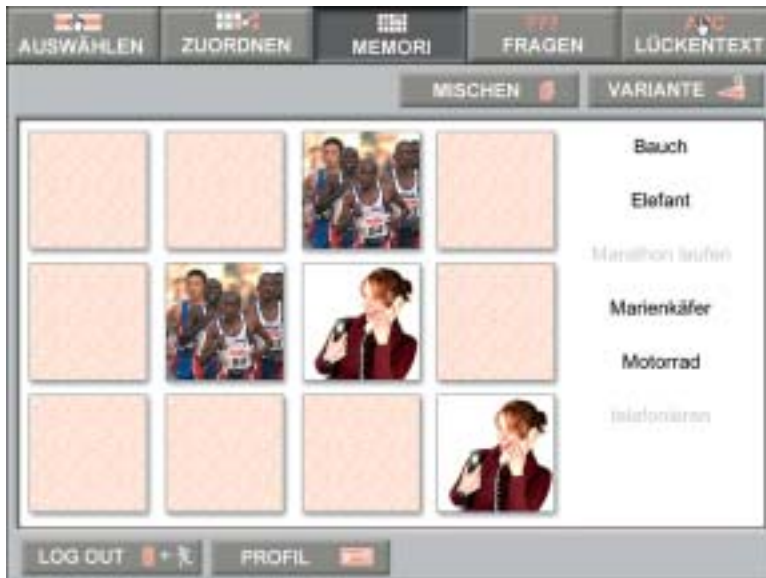 AUSWÄHLEN ZUORDNEN MEMORI FRAGEN LÜCKENTEXT
MISCHEN VARIANTE
Bauch
Elefant
Marathon laufen
Marienkäfer
Motorrad
telefonieren
LOG OUT PROFIL